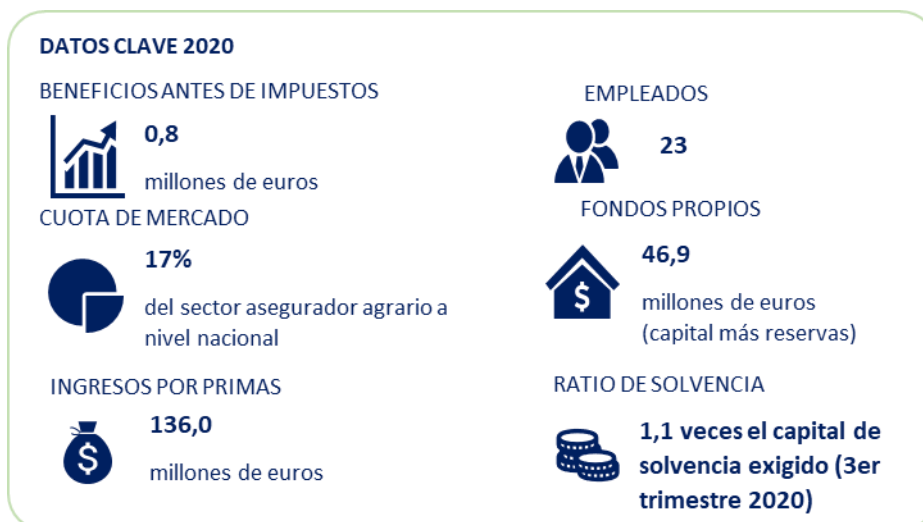 DATOS CLAVE 2020
BENEFICIOS ANTES DE IMPUESTOS
0,8
millones de euros
CUOTA DE MERCADO
17%
del sector asegurador agrario a
nivel nacional
INGRESOS POR PRIMAS
$
136,0
millones de euros
EMPLEADOS
23
FONDOS PROPIOS
$
46,9
millones de euros
(capital más reservas)
RATIO DE SOLVENCIA
1,1 veces el capital de
solvencia exigido (3er
trimestre 2020)